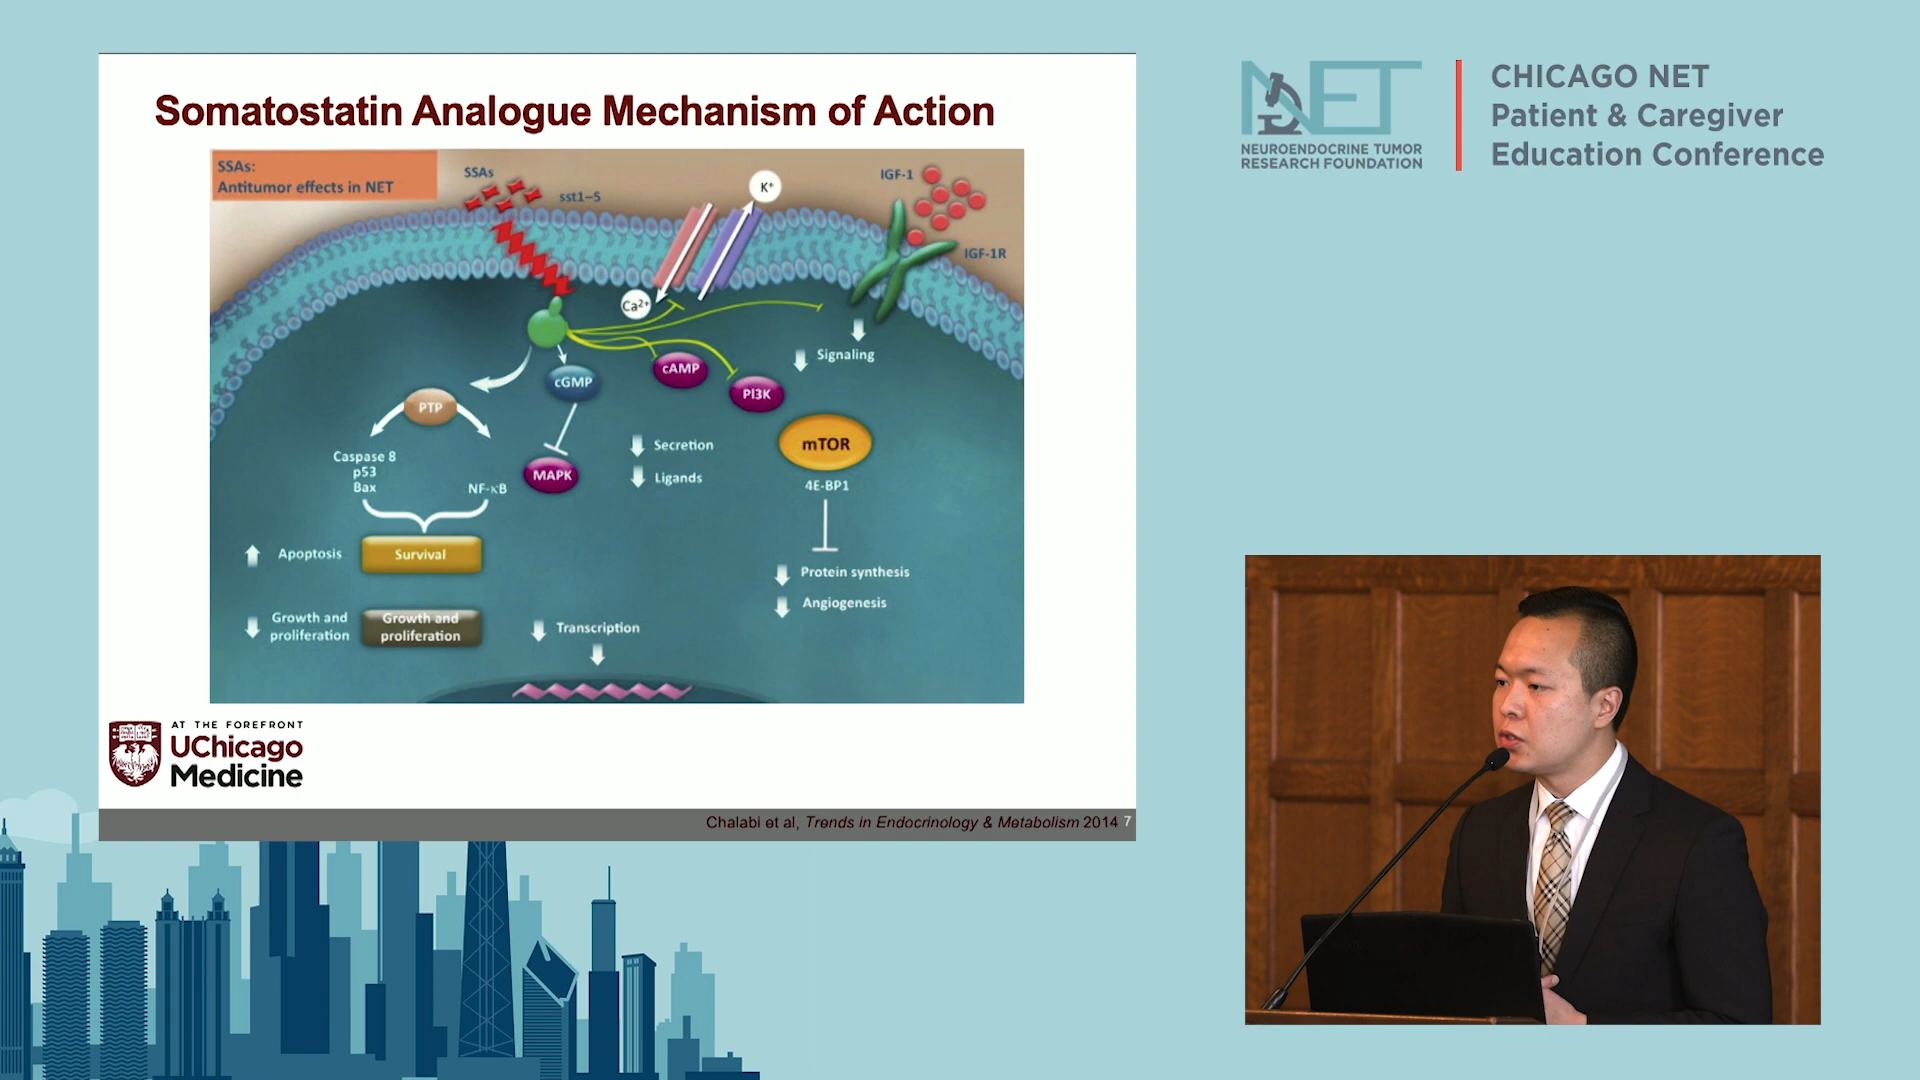 Somatostatin Analogue Mechanism of Action
SSAs:
Antitumor effects in NET
SSAs
sst1–5
K+
IGF-1
IGF-1R
Ca2+
Signaling
cGMP
cAMP
PI3K
PTP
mTOR
Caspase 8
p53
Bax
NF-κB
MAPK
Secretion
Ligands
4E-BP1
Apoptosis
Survival
Protein synthesis
Angiogenesis
Growth and
proliferation
Growth and
proliferation
Transcription
AT THE FOREFRONT
UChicago
Medicine
Chalabi et al, Trends in Endocrinology & Metabolism 2014 7
NET
NEUROENDOCRINE TUMOR
RESEARCH FOUNDATION
CHICAGO NET
Patient & Caregiver
Education Conference